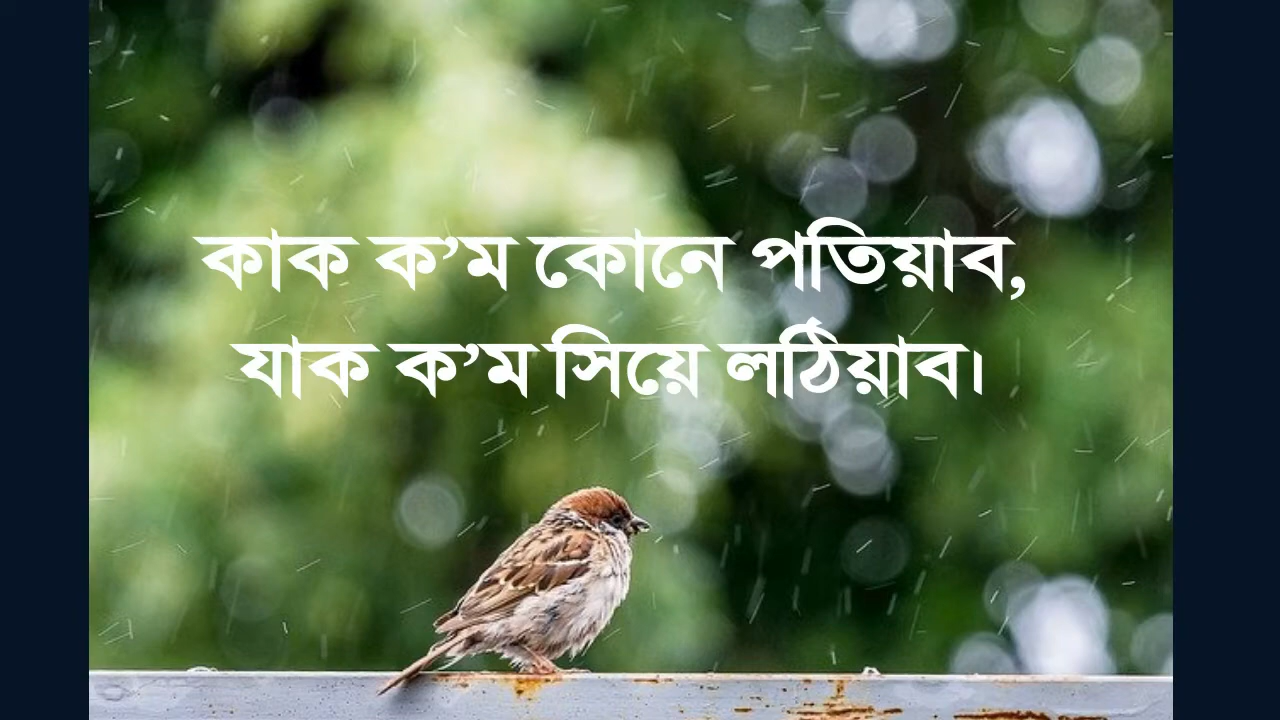 কাক ক’ম কোনে পতিয়াব,
যাক ক’ম সিয়ে লঠিয়াব।